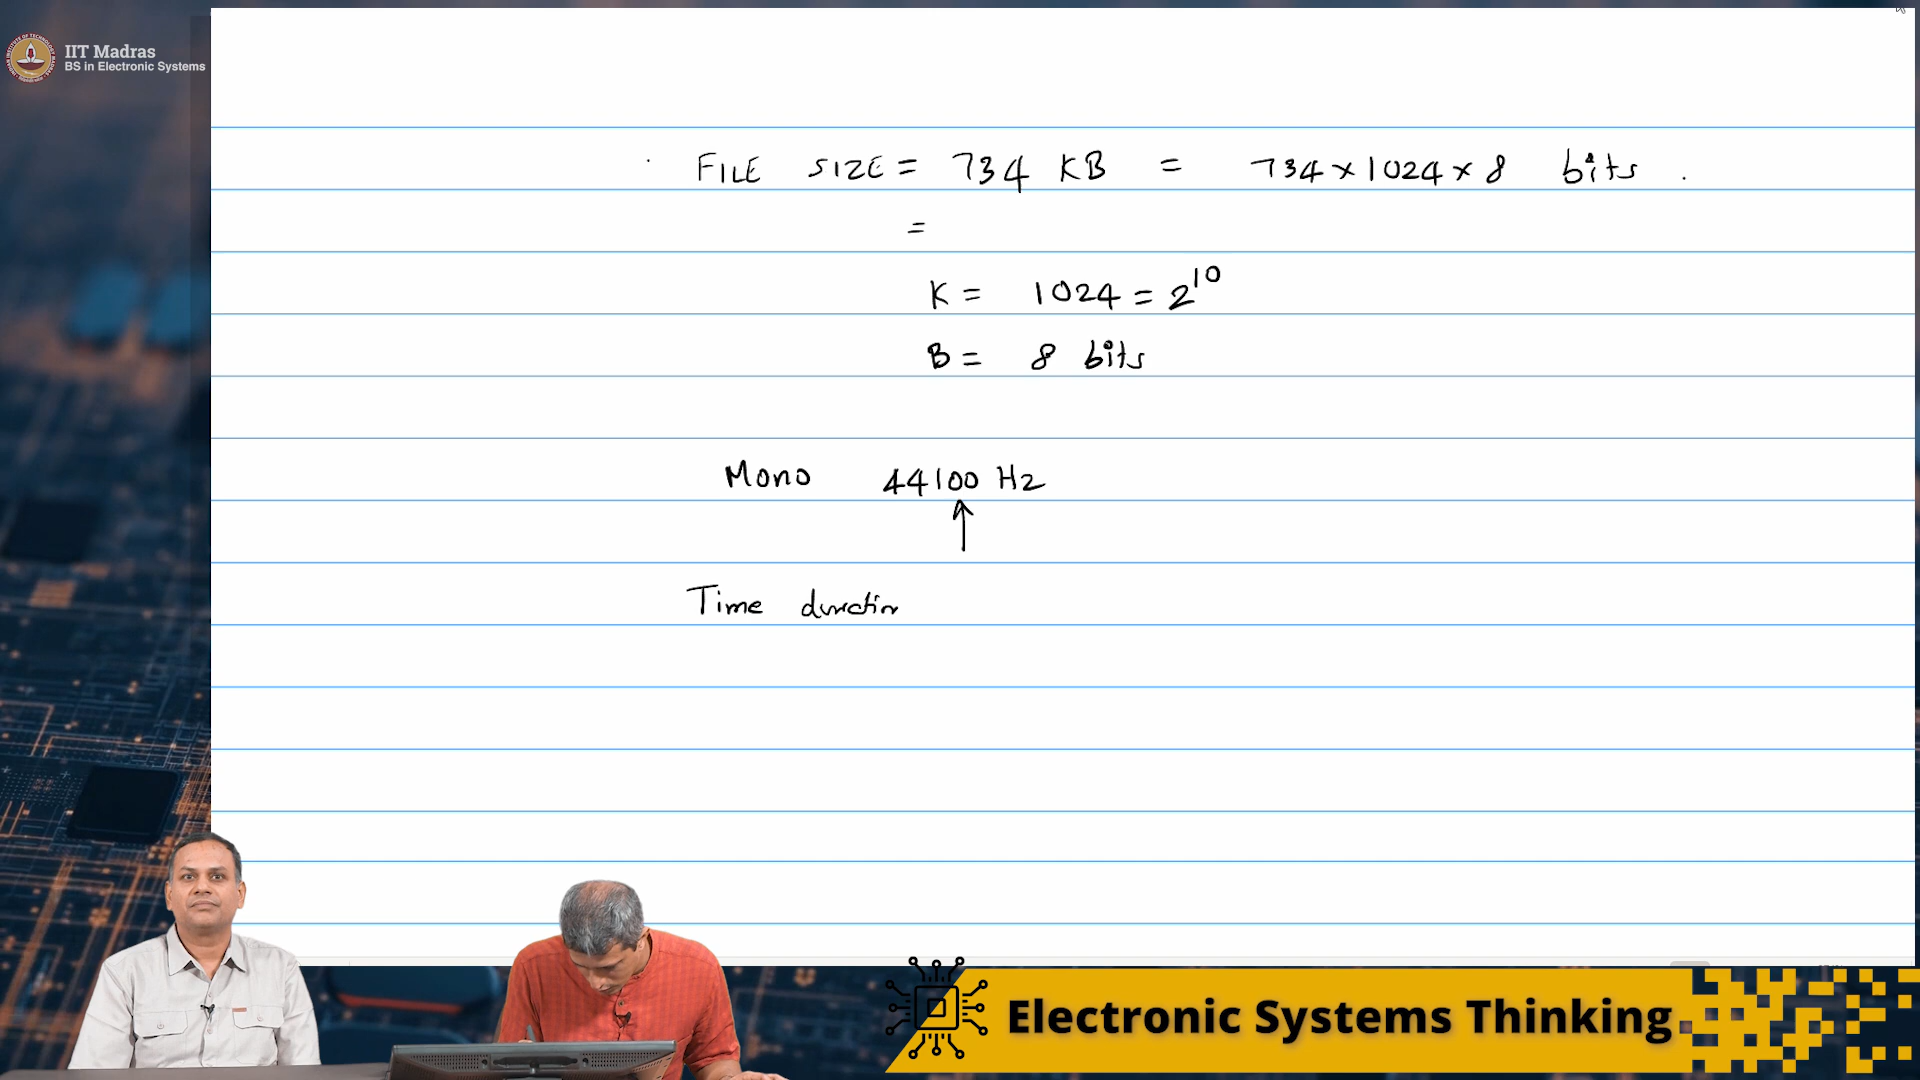 IIT Madras
BS in Electronic Systems
FILE SIZE = 734 KB = 734 x 1024 x 8 bits .
=
K = 1024 = 2^10
B = 8 bits
Mono 44100 Hz
Time duration
Electronic Systems Thinking